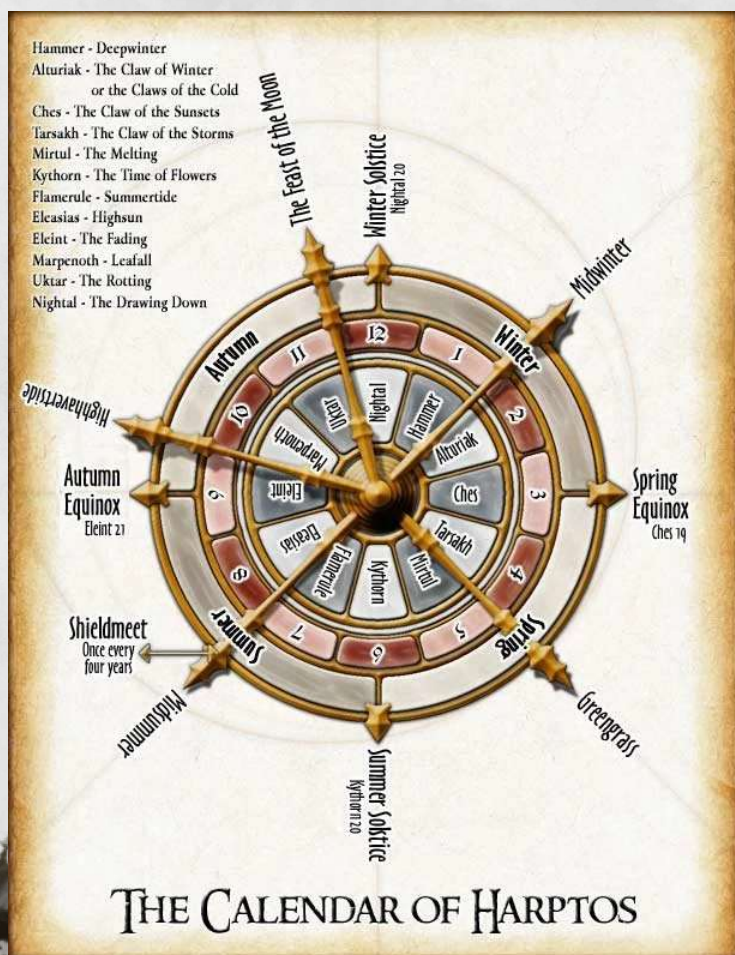 Hammer - Deepwinter
Alturiak - The Claw of Winter
or the Claws of the Cold
Ches - The Claw of the Sunsets
Tarsakh - The Claw of the Storms
Mirtul - The Melting
Kythorn - The Time of Flowers
Flamerule - Summertide
Eleasias - Highsun
Eleint - The Fading
Marpenoth - Leafall
Uktar - The Rotting
Nightal - The Drawing Down
The Feast of the Moon
Winter Solstice
Nightal 20
Midwinter
Highharvestide
Autumn
Equinox
Eleint 21
Spring
Equinox
Ches 19
Shieldmeet
Once every
four years
Midsummer
Greengrass
Summer Solstice
Kythorn 20
Autumn
Winter
Spring
Summer
12
1
2
3
4
5
6
7
8
9
10
11
Nightal
Hammer
Alturiak
Ches
Tarsakh
Mirtul
Kythorn
Flamerule
Eleasias
Eleint
Marpenoth
Uktar
THE CALENDAR OF HARPTOS